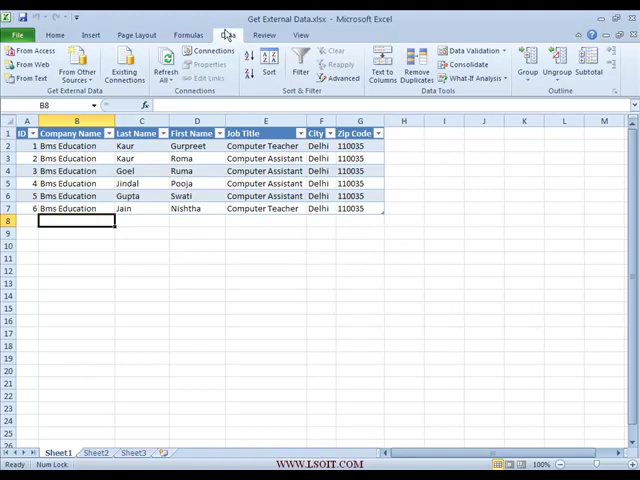 Get External Data.xlsx - Microsoft Excel
File Home Insert Page Layout Formulas Data Review View
From Access
From Web
From Text
From Other Sources
Existing Connections
Get External Data
Refresh All
Connections
Properties
Edit Links
Connections
Sort
Filter
Clear
Reapply
Advanced
Sort & Filter
Text to Columns
Remove Duplicates
Data Validation
Consolidate
What-If Analysis
Data Tools
Group
Ungroup
Subtotal
Outline
B8 fx
A B C D E F G H I J K L M
1 ID Company Name Last Name First Name Job Title City Zip Code
2 1 Bms Education Kaur Gurpreet Computer Teacher Delhi 110035
3 2 Bms Education Kaur Roma Computer Assistant Delhi 110035
4 3 Bms Education Goel Ruma Computer Assistant Delhi 110035
5 4 Bms Education Jindal Pooja Computer Assistant Delhi 110035
6 5 Bms Education Gupta Swati Computer Assistant Delhi 110035
7 6 Bms Education Jain Nishtha Computer Teacher Delhi 110035
8
9
10
11
12
13
14
15
16
17
18
19
20
21
22
23
24
25
26
Sheet1 Sheet2 Sheet3
Ready Num Lock 100%
WWW.LSOIT.COM